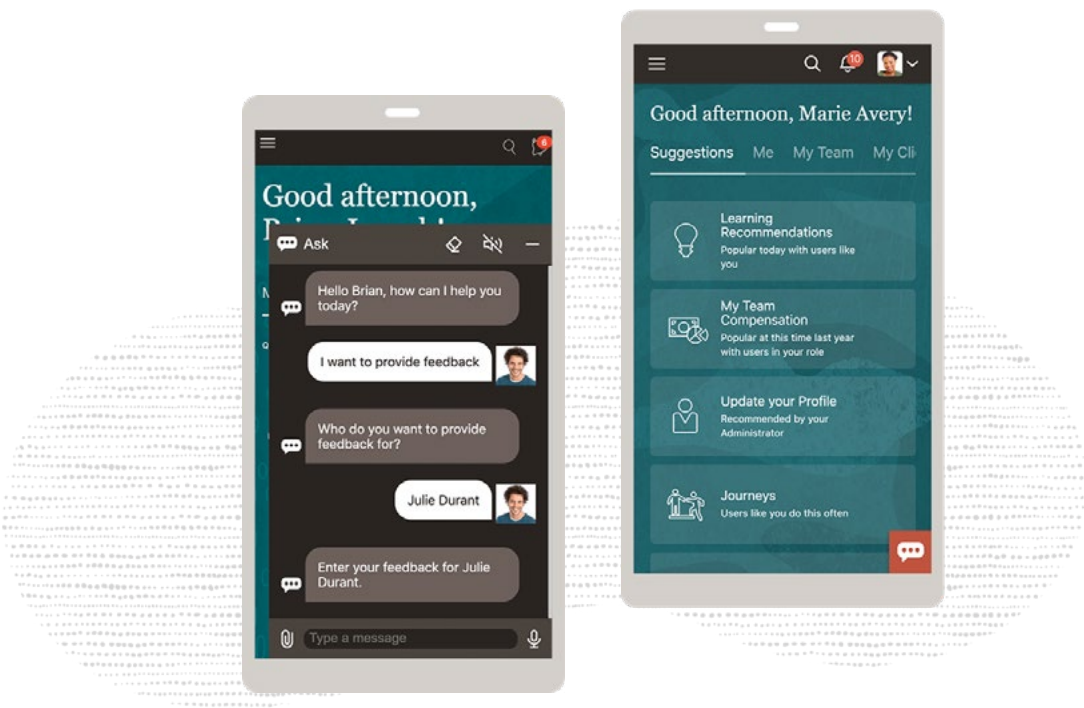 6
Good afternoon,
Ask
Hello Brian, how can I help you
today?
I want to provide feedback
Who do you want to provide
feedback for?
Julie Durant
Enter your feedback for Julie
Durant.
Type a message
10
Good afternoon, Marie Avery!
Suggestions Me My Team My Cli
Learning
Recommendations
Popular today with users like
you
My Team
Compensation
Popular at this time last year
with users in your role
Update your Profile
Recommended by your
Administrator
Journeys
Users like you do this often